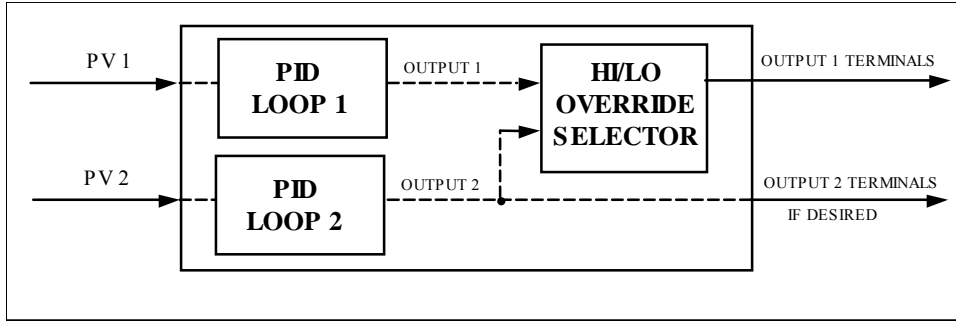 PV 1
PID
LOOP 1
OUTPUT 1
HI/LO
OVERRIDE
SELECTOR
OUTPUT 1 TERMINALS
PV 2
PID
LOOP 2
OUTPUT 2
OUTPUT 2 TERMINALS
IF DESIRED